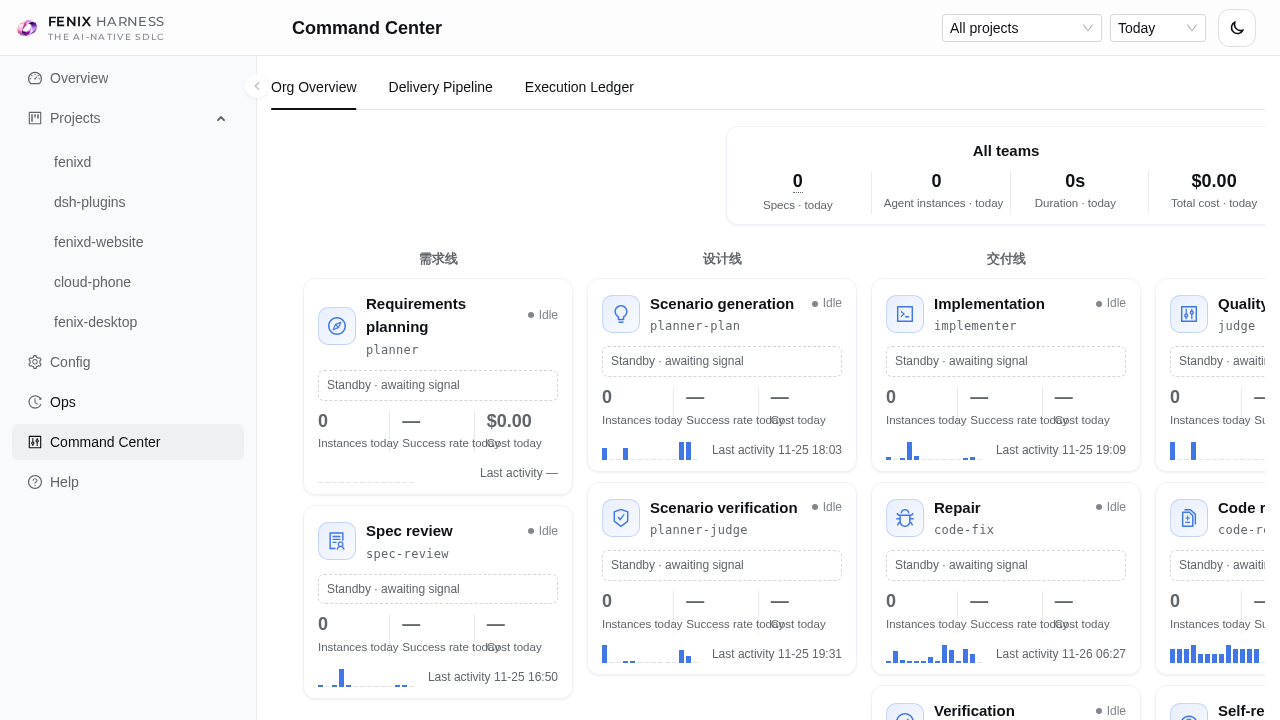 FENIX HARNESS
THE AI-NATIVE SDLC
Command Center
All projects
Today
Overview
Projects
fenixd
dsh-plugins
fenixd-website
cloud-phone
fenix-desktop
Config
Ops
Command Center
Help
Org Overview
Delivery Pipeline
Execution Ledger
All teams
0
Specs · today
0
Agent instances · today
0s
Duration · today
$0.00
Total cost · today
需求线
Requirements
planning
planner
Idle
Standby · awaiting signal
0
Instances today
—
Success rate today
$0.00
Cost today
Last activity —
Spec review
spec-review
Idle
Standby · awaiting signal
0
Instances today
—
Success rate today
—
Cost today
Last activity 11-25 16:50
设计线
Scenario generation
planner-plan
Idle
Standby · awaiting signal
0
Instances today
—
Success rate today
—
Cost today
Last activity 11-25 18:03
Scenario verification
planner-judge
Idle
Standby · awaiting signal
0
Instances today
—
Success rate today
—
Cost today
Last activity 11-25 19:31
交付线
Implementation
implementer
Idle
Standby · awaiting signal
0
Instances today
—
Success rate today
—
Cost today
Last activity 11-25 19:09
Repair
code-fix
Idle
Standby · awaiting signal
0
Instances today
—
Success rate today
—
Cost today
Last activity 11-26 06:27
Verification
Idle
Quality
judge
Standby · awaiti
0
Instances today
—
Code r
code-re
Standby · awaiti
0
Instances today
—
Self-re